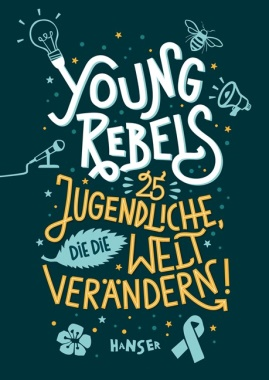 YOUNG
REBELS
25
JUGENDLICHE,
DIE DIE WELT
VERÄNDERN!
HANSER